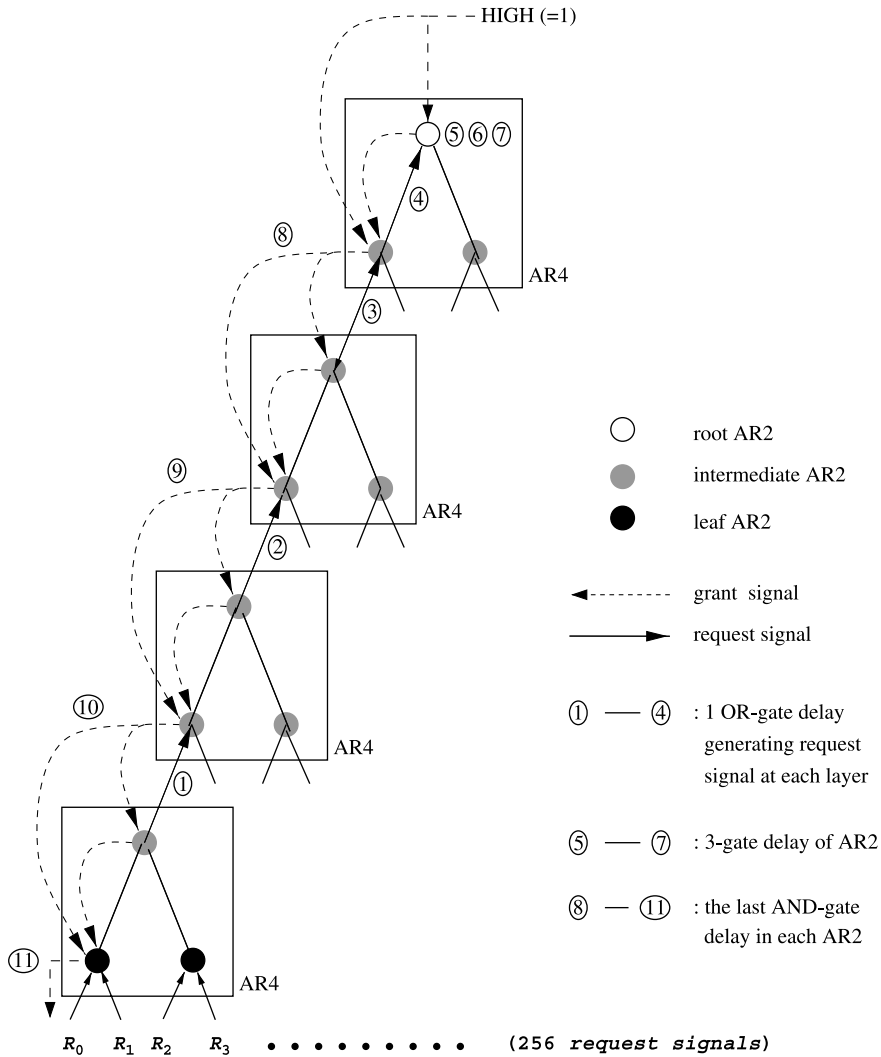 HIGH (=1)
⑤ ⑥ ⑦
④
⑧
AR4
③
root AR2
⑨
intermediate AR2
AR4
leaf AR2
②
grant signal
request signal
⑩
① — ④ : 1 OR-gate delay
generating request
signal at each layer
AR4
①
⑤ — ⑦ : 3-gate delay of AR2
⑧ — ⑪ : the last AND-gate
delay in each AR2
⑪
AR4
R0 R1 R2 R3 • • • • • • • • • (256 request signals)